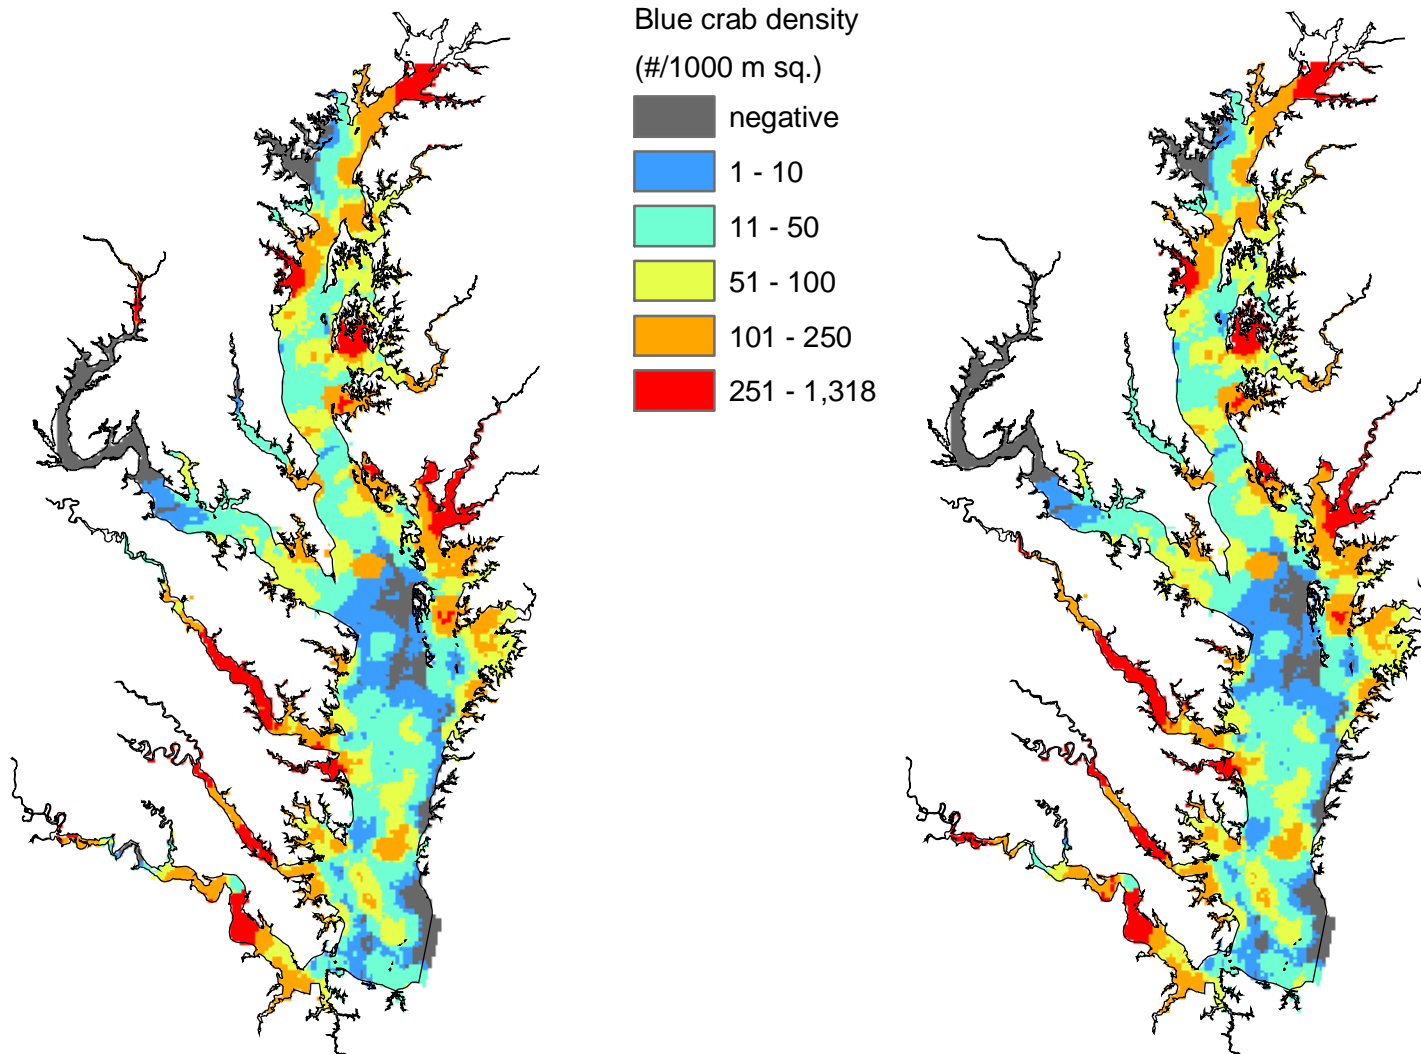 Blue crab density
(#/1000 m sq.)
negative
1 - 10
11 - 50
51 - 100
101 - 250
251 - 1,318